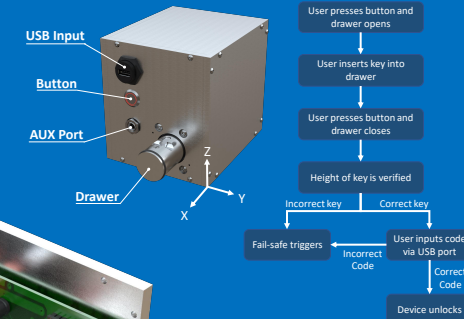 USB Input
Button
AUX Port
Drawer
Z
Y
X
User presses button and
drawer opens
User inserts key into
drawer
User presses button and
drawer closes
Height of key is verified
Incorrect key
Correct key
Fail-safe triggers
Incorrect
Code
User inputs code
via USB port
Correct
Code
Device unlocks